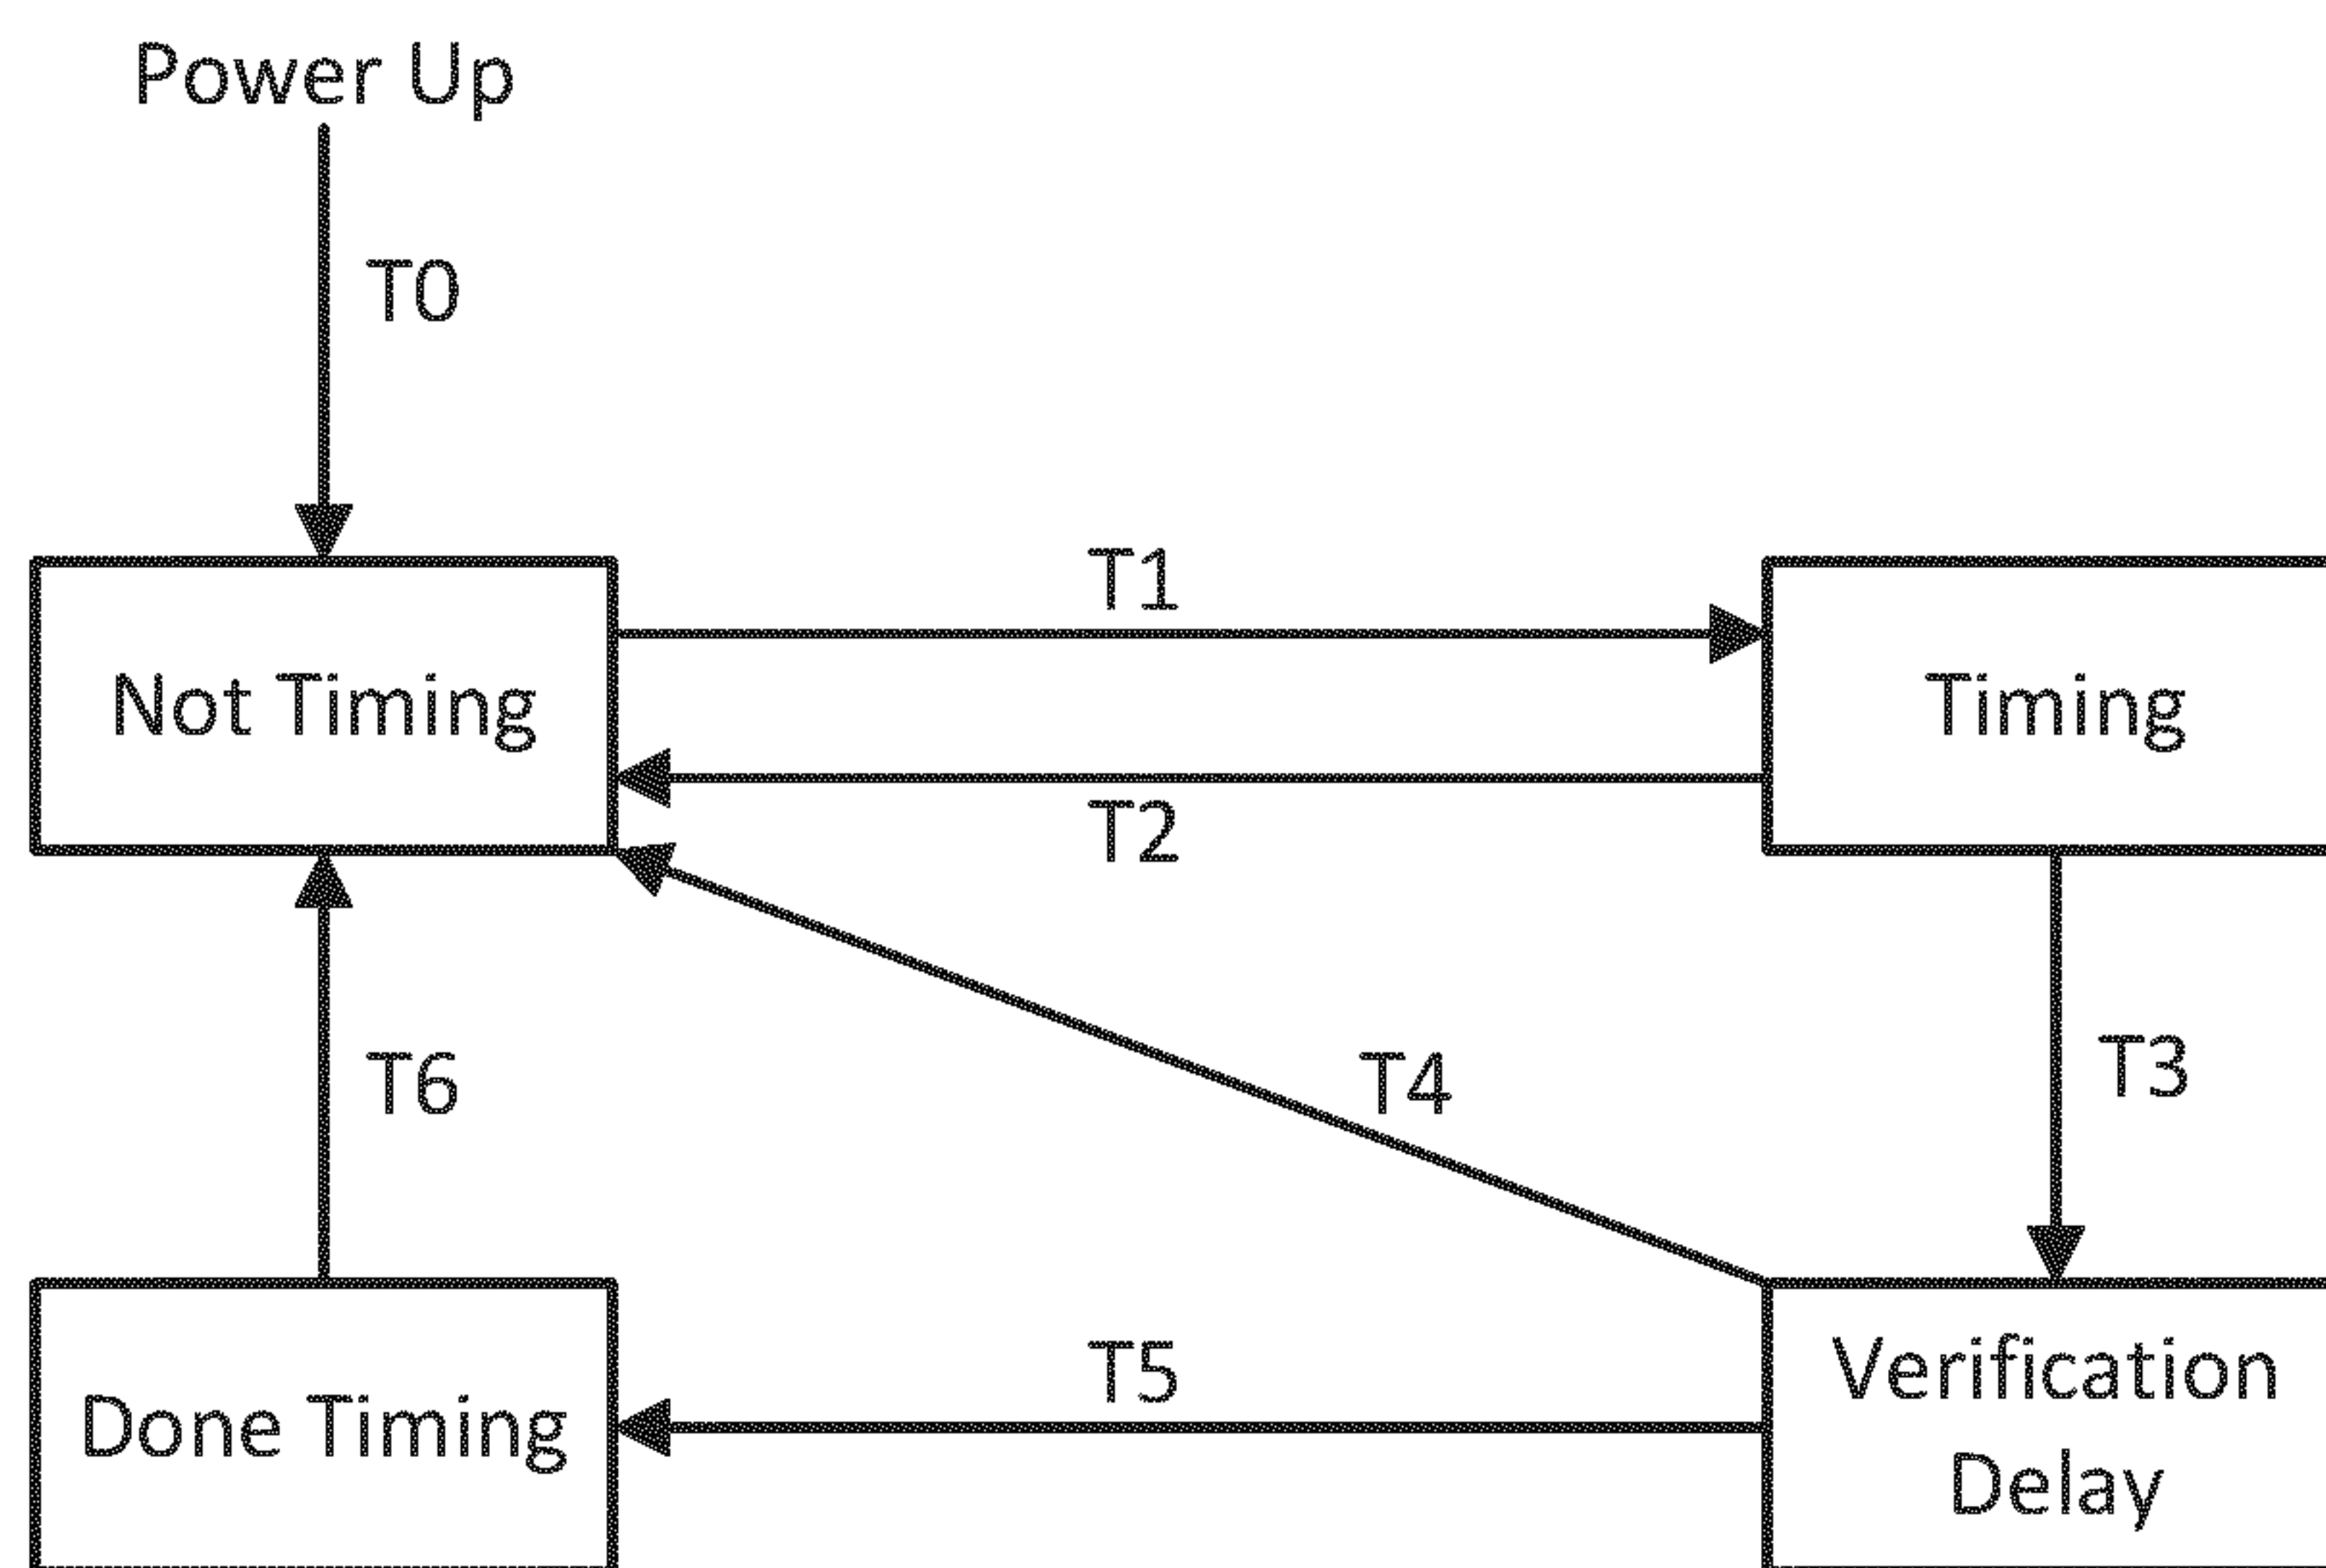 Power Up
T0
T1
Not Timing
Timing
T2
T6
T4
T3
T5
Done Timing
Verification
Delay